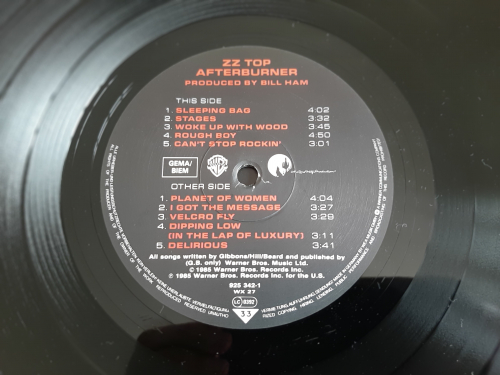 ZZ TOP
AFTERBURNER
PRODUCED BY BILL HAM
THIS SIDE
1. SLEEPING BAG 4:02
2. STAGES 3:32
3. WOKE UP WITH WOOD 3:45
4. ROUGH BOY 4:50
5. CAN'T STOP ROCKIN' 3:01
GEMA/
BIEM
OTHER SIDE
1. PLANET OF WOMEN 4:04
2. I GOT THE MESSAGE 3:27
3. VELCRO FLY 3:29
4. DIPPING LOW
(IN THE LAP OF LUXURY) 3:11
5. DELIRIOUS 3:41
All songs written by Gibbons/Hill/Beard and published by
(G.B. only) Warner Bros. Music Ltd.
℗ 1985 Warner Bros. Records Inc.
© 1985 Warner Bros. Records Inc. for the U.S.
925 342-1
WX 27
LC 0392
33